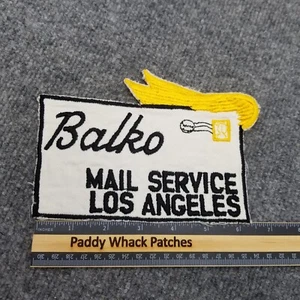 Balko
MAIL SERVICE
LOS ANGELES
Paddy Whack Patches